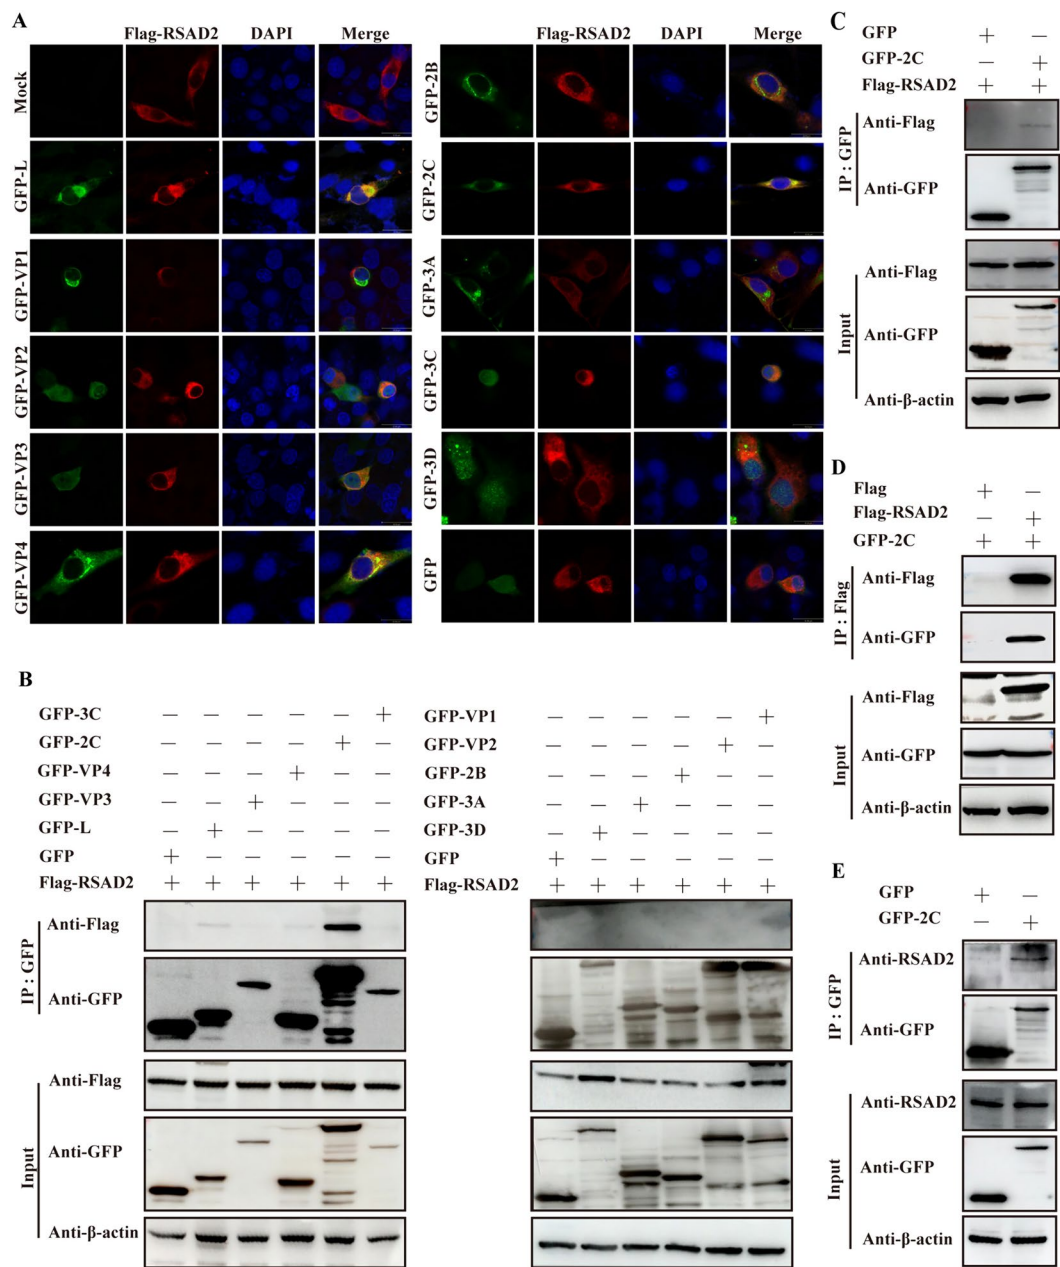 A
Flag-RSAD2 DAPI Merge
Mock
GFP-L
GFP-VP1
GFP-VP2
GFP-VP3
GFP-VP4
Flag-RSAD2 DAPI Merge
GFP-2B
GFP-2C
GFP-3A
GFP-3C
GFP-3D
GFP
B
GFP-3C — — — — — +
GFP-2C — — — — + —
GFP-VP4 — — — + — —
GFP-VP3 — — + — — —
GFP-L — + — — — —
GFP + — — — — —
Flag-RSAD2 + + + + + +
IP : GFP
Anti-Flag
Anti-GFP
Input
Anti-Flag
Anti-GFP
Anti-β-actin
GFP-VP1 — — — — — +
GFP-VP2 — — — — + —
GFP-2B — — — + — —
GFP-3A — — + — — —
GFP-3D — + — — — —
GFP + — — — — —
Flag-RSAD2 + + + + + +
C
GFP + —
GFP-2C — +
Flag-RSAD2 + +
IP : GFP
Anti-Flag
Anti-GFP
Input
Anti-Flag
Anti-GFP
Anti-β-actin
D
Flag + —
Flag-RSAD2 — +
GFP-2C + +
IP : Flag
Anti-Flag
Anti-GFP
Input
Anti-Flag
Anti-GFP
Anti-β-actin
E
GFP + —
GFP-2C — +
IP : GFP
Anti-RSAD2
Anti-GFP
Input
Anti-RSAD2
Anti-GFP
Anti-β-actin